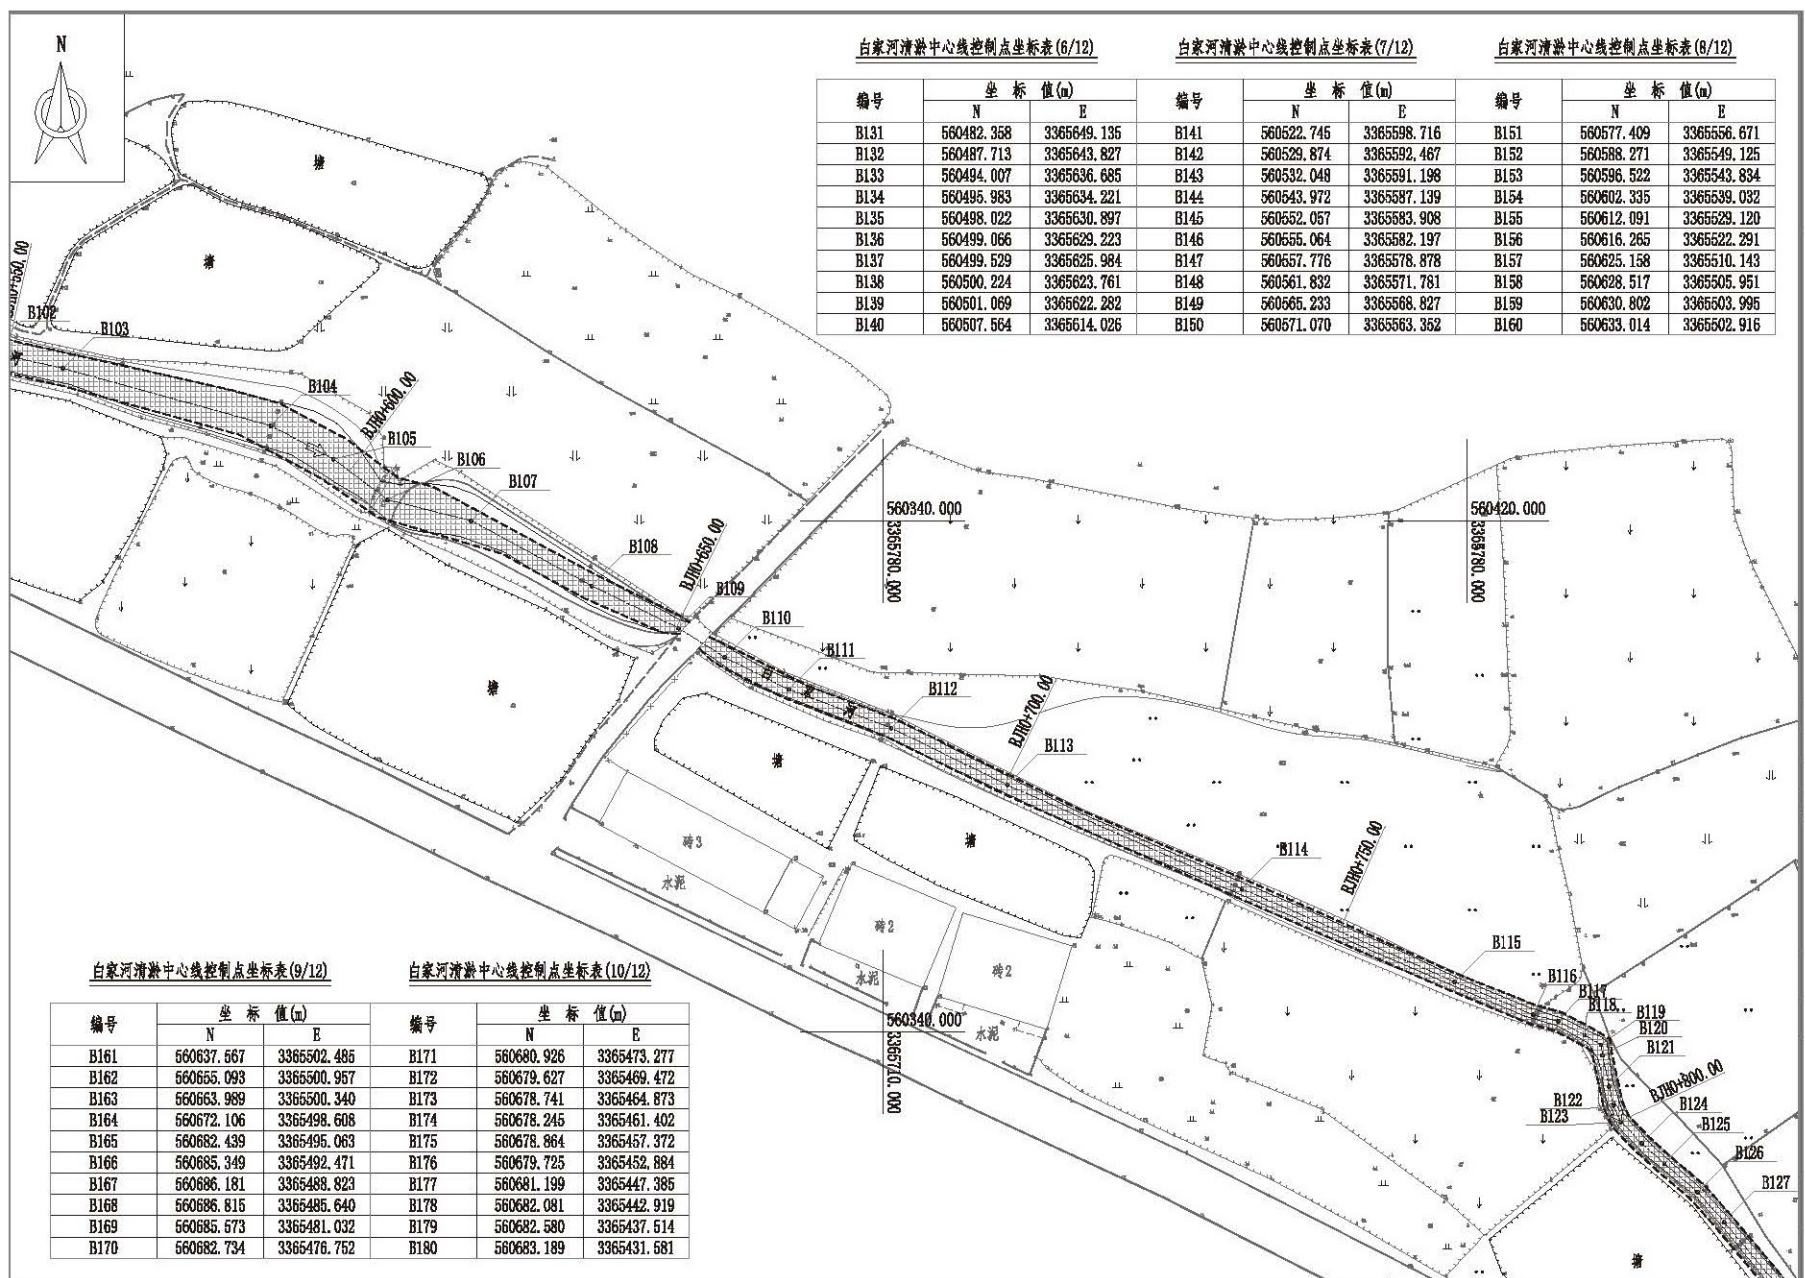 N
白家河清淤中心线控制点坐标表(6/12)
编号 坐 标 值(m)
N E
B131 560482.358 3365649.135
B132 560487.713 3365643.827
B133 560494.007 3365636.685
B134 560495.983 3365634.221
B135 560498.022 3365630.897
B136 560499.066 3365629.223
B137 560499.529 3365625.984
B138 560500.224 3365623.761
B139 560501.069 3365622.282
B140 560507.564 3365614.026
白家河清淤中心线控制点坐标表(7/12)
编号 坐 标 值(m)
N E
B141 560522.745 3365598.716
B142 560529.874 3365592.467
B143 560532.048 3365591.198
B144 560543.972 3365587.139
B145 560552.057 3365583.908
B146 560555.064 3365582.197
B147 560557.776 3365578.878
B148 560561.832 3365571.781
B149 560565.233 3365568.827
B150 560571.070 3365563.352
白家河清淤中心线控制点坐标表(8/12)
编号 坐 标 值(m)
N E
B151 560577.409 3365556.671
B152 560588.271 3365549.125
B153 560596.522 3365543.834
B154 560602.335 3365539.032
B155 560612.091 3365529.120
B156 560616.265 3365522.291
B157 560625.158 3365510.143
B158 560628.517 3365505.951
B159 560630.802 3365503.995
B160 560633.014 3365502.916
塘
塘
B102
B103
B104
BJH0+600.00
B105
B106
B107
B108
BJH0+650.00
B109
B110
B111
B112
BJH0+700.00
B113
B114
BJH0+750.00
B115
B116
B117
B118
B119
B120
B121
BJH0+800.00
B122
B123
B124
B125
B126
B127
560340.000
3365780.000
560420.000
3365780.000
560340.000
3365710.000
塘
塘
塘
塘
砖3
水泥
砖2
水泥
砖2
水泥
白家河清淤中心线控制点坐标表(9/12)
编号 坐 标 值(m)
N E
B161 560637.567 3365502.485
B162 560655.093 3365500.957
B163 560663.989 3365500.340
B164 560672.106 3365498.608
B165 560682.439 3365495.063
B166 560685.349 3365492.471
B167 560686.181 3365488.823
B168 560686.815 3365485.640
B169 560685.573 3365481.032
B170 560682.734 3365476.752
白家河清淤中心线控制点坐标表(10/12)
编号 坐 标 值(m)
N E
B171 560680.926 3365473.277
B172 560679.627 3365469.472
B173 560678.741 3365464.873
B174 560678.245 3365461.402
B175 560678.864 3365457.372
B176 560679.725 3365452.884
B177 560681.199 3365447.385
B178 560682.081 3365442.919
B179 560682.580 3365437.514
B180 560683.189 3365431.581